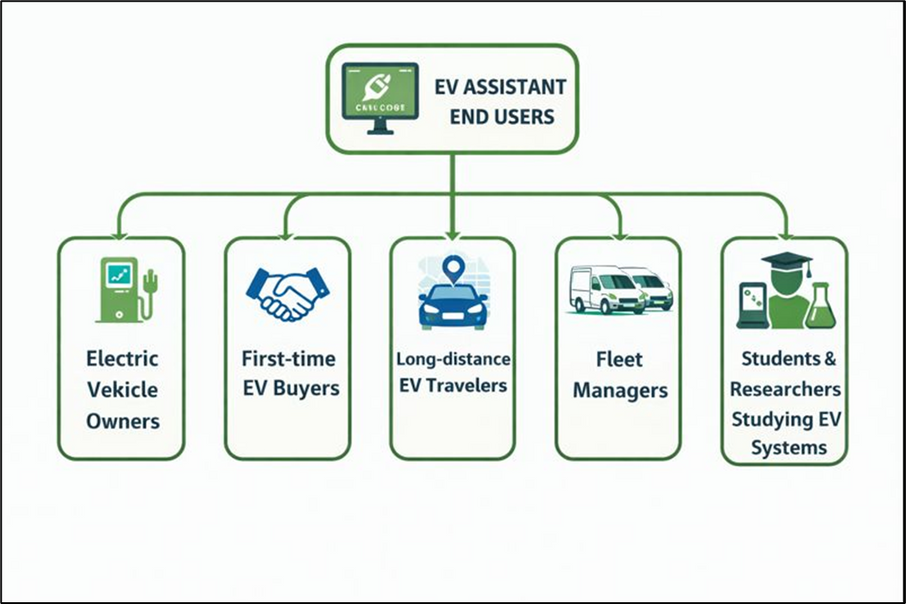 EV ASSISTANT
END USERS
Electric
Vekicle
Owners
First-time
EV Buyers
Long-distance
EV Travelers
Fleet
Managers
Students &
Researchers
Studying EV
Systems